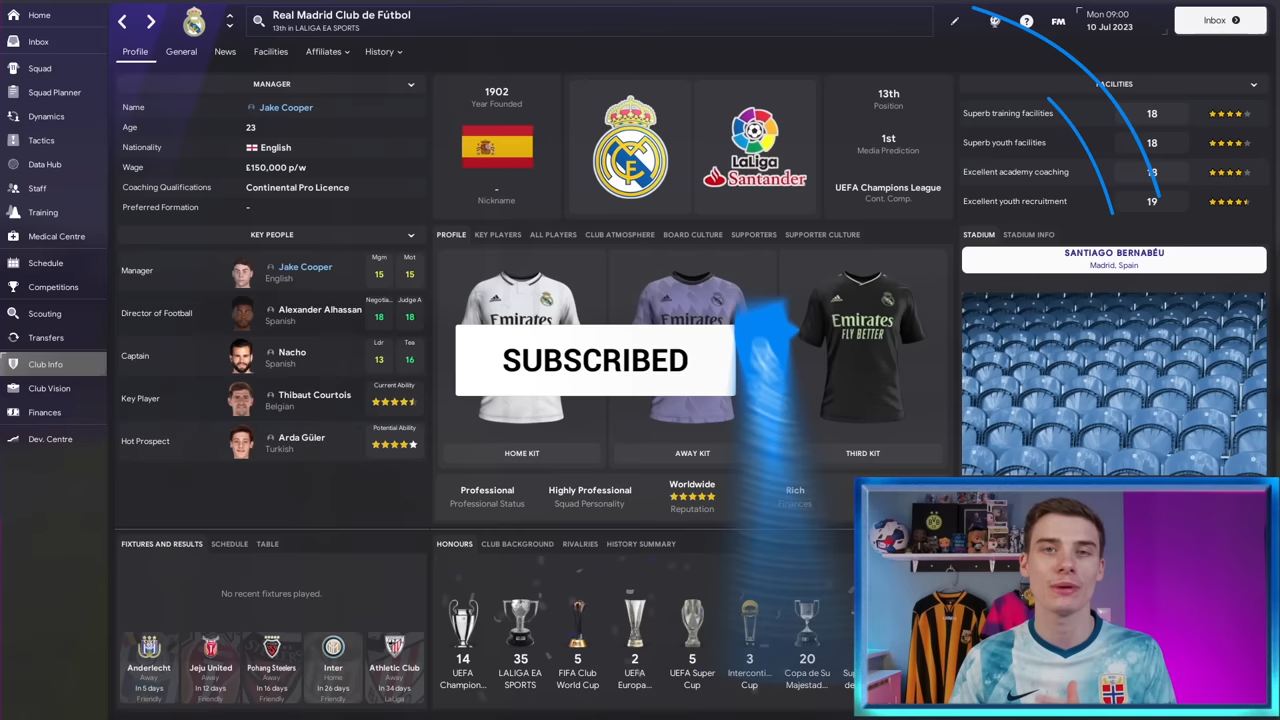 Home
Inbox
Squad
Squad Planner
Dynamics
Tactics
Data Hub
Staff
Training
Medical Centre
Schedule
Competitions
Scouting
Transfers
Club Info
Club Vision
Finances
Dev. Centre
Real Madrid Club de Fútbol
13th in LALIGA EA SPORTS
?
FM
Mon 09:00
10 Jul 2023
Inbox
Profile
General
News
Facilities
Affiliates
History
MANAGER
Name Jake Cooper
Age 23
Nationality English
Wage £150,000 p/w
Coaching Qualifications Continental Pro Licence
Preferred Formation -
KEY PEOPLE
Manager
Jake Cooper
English
Mgm Mot
15 15
Director of Football
Alexander Alhassan
Spanish
Negotia... Judge A
18 18
Captain
Nacho
Spanish
Ldr Tea
13 16
Key Player
Thibaut Courtois
Belgian
Current Ability
Hot Prospect
Arda Güler
Turkish
Potential Ability
1902
Year Founded
-
Nickname
LaLiga
Santander
13th
Position
1st
Media Prediction
UEFA Champions League
Cont. Comp.
PROFILE KEY PLAYERS ALL PLAYERS CLUB ATMOSPHERE BOARD CULTURE SUPPORTERS SUPPORTER CULTURE
adidas
Emirates
adidas
Emirates
adidas
Emirates
FLY BETTER
SUBSCRIBED
HOME KIT
AWAY KIT
THIRD KIT
Professional
Professional Status
Highly Professional
Squad Personality
Worldwide
Reputation
Rich
Finances
FACILITIES
Superb training facilities 18
Superb youth facilities 18
Excellent academy coaching 18
Excellent youth recruitment 19
STADIUM STADIUM INFO
SANTIAGO BERNABÉU
Madrid, Spain
FIXTURES AND RESULTS SCHEDULE TABLE
No recent fixtures played.
Anderlecht
Away
In 5 days
Friendly
Jeju United
Away
In 12 days
Friendly
Pohang Steelers
Away
In 16 days
Friendly
Inter
Home
In 26 days
Friendly
Athletic Club
Away
In 34 days
LaLiga
HONOURS CLUB BACKGROUND RIVALRIES HISTORY SUMMARY
14
UEFA
Champion...
35
LALIGA EA
SPORTS
5
FIFA Club
World Cup
2
UEFA
Europa...
5
UEFA Super
Cup
3
Interconti...
Cup
20
Copa de Su
Majestad...